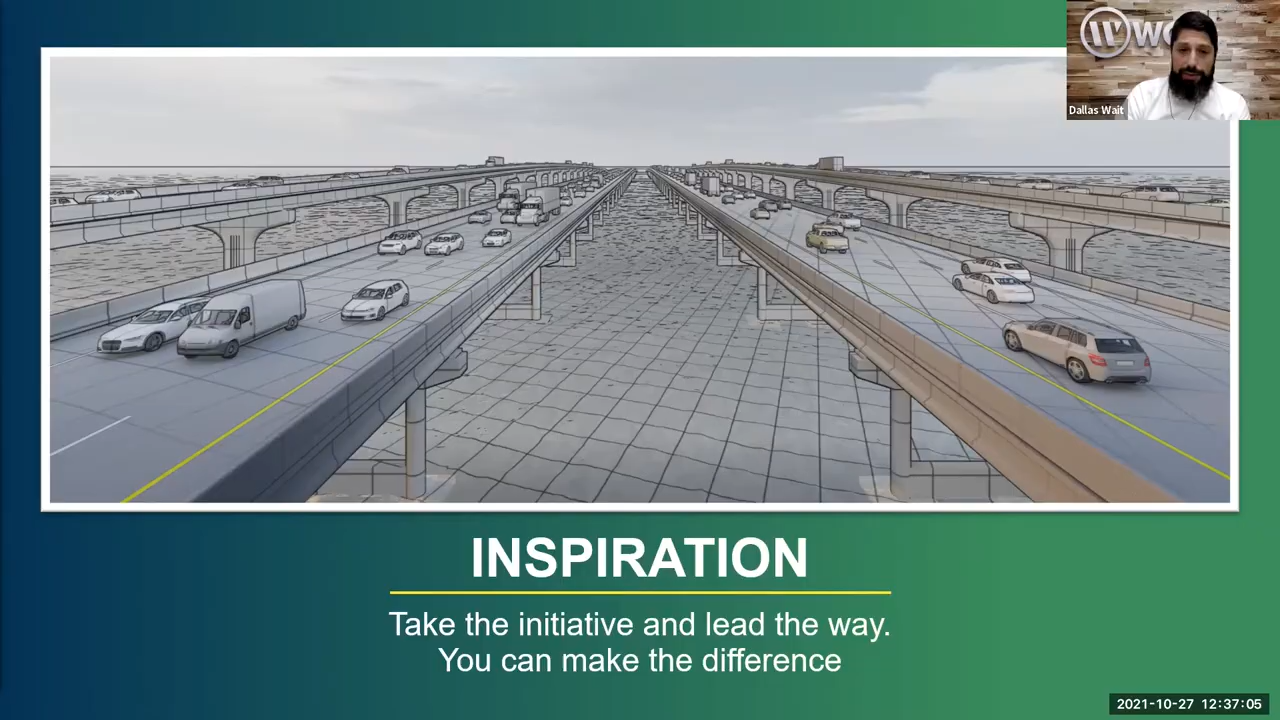 Dallas Wait
INSPIRATION
Take the initiative and lead the way.
You can make the difference
2021-10-27 12:37:05